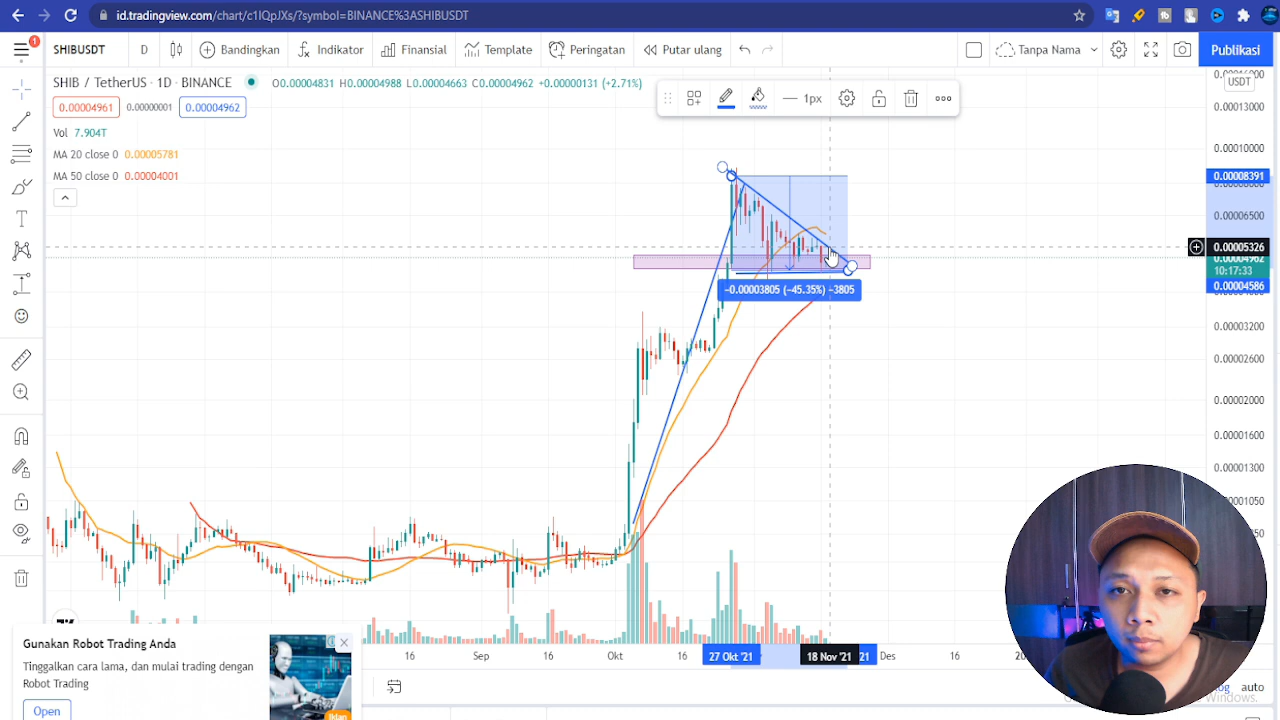 id.tradingview.com/chart/c1IQpJXs/?symbol=BINANCE%3ASHIBUSDT
1
SHIBUSDT D Bandingkan Indikator Finansial Template Peringatan Putar ulang Tanpa Nama Publikasi
SHIB / TetherUS · 1D · BINANCE O0.00004831 H0.00004988 L0.00004663 C0.00004962 +0.00000131 (+2.71%)
0.00004961 0.00000001 0.00004962
Vol 7.904T
MA 20 close 0 0.00005781
MA 50 close 0 0.00004001
1px
USDT
0.00013000
0.00010000
0.00008391
0.00006500
0.00005326
0.00004962
10:17:33
0.00004586
0.00003200
0.00002600
0.00002000
0.00001600
0.00001300
0.00001050
-0.00003805 (-45.35%) -3805
16 Sep 16 Okt 16 27 Okt '21 18 Nov '21 21 Des 16
Gunakan Robot Trading Anda
Tinggalkan cara lama, dan mulai trading dengan
Robot Trading
Open
Iklan
auto
Windows.